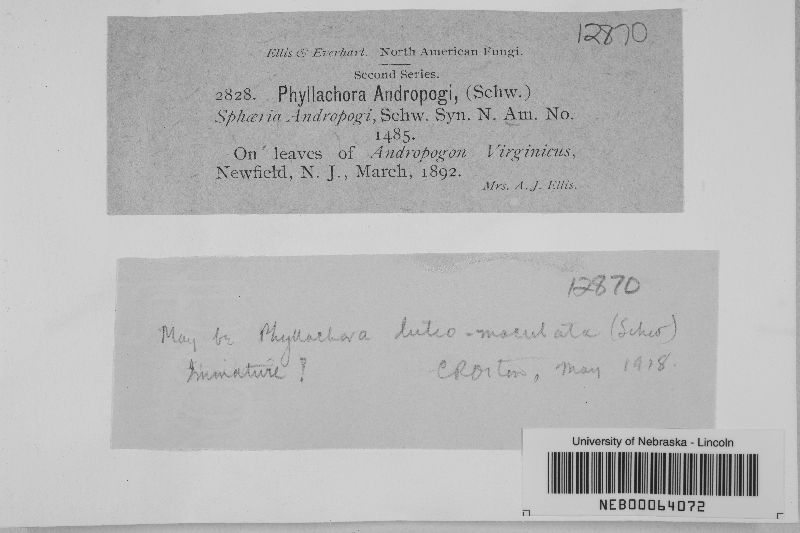 12870
Ellis & Everhart. North American Fungi.
Second Series.
2828. Phyllachora Andropogi, (Schw.)
Sphæria Andropogi, Schw. Syn. N. Am. No.
1485.
On leaves of Andropogon Virginicus,
Newfield, N. J., March, 1892.
Mrs. A. J. Ellis.
12870
May be Phyllachora luteo-maculata (Schw)
Immature! CROrton, May 1918.
University of Nebraska - Lincoln
NEB00064072